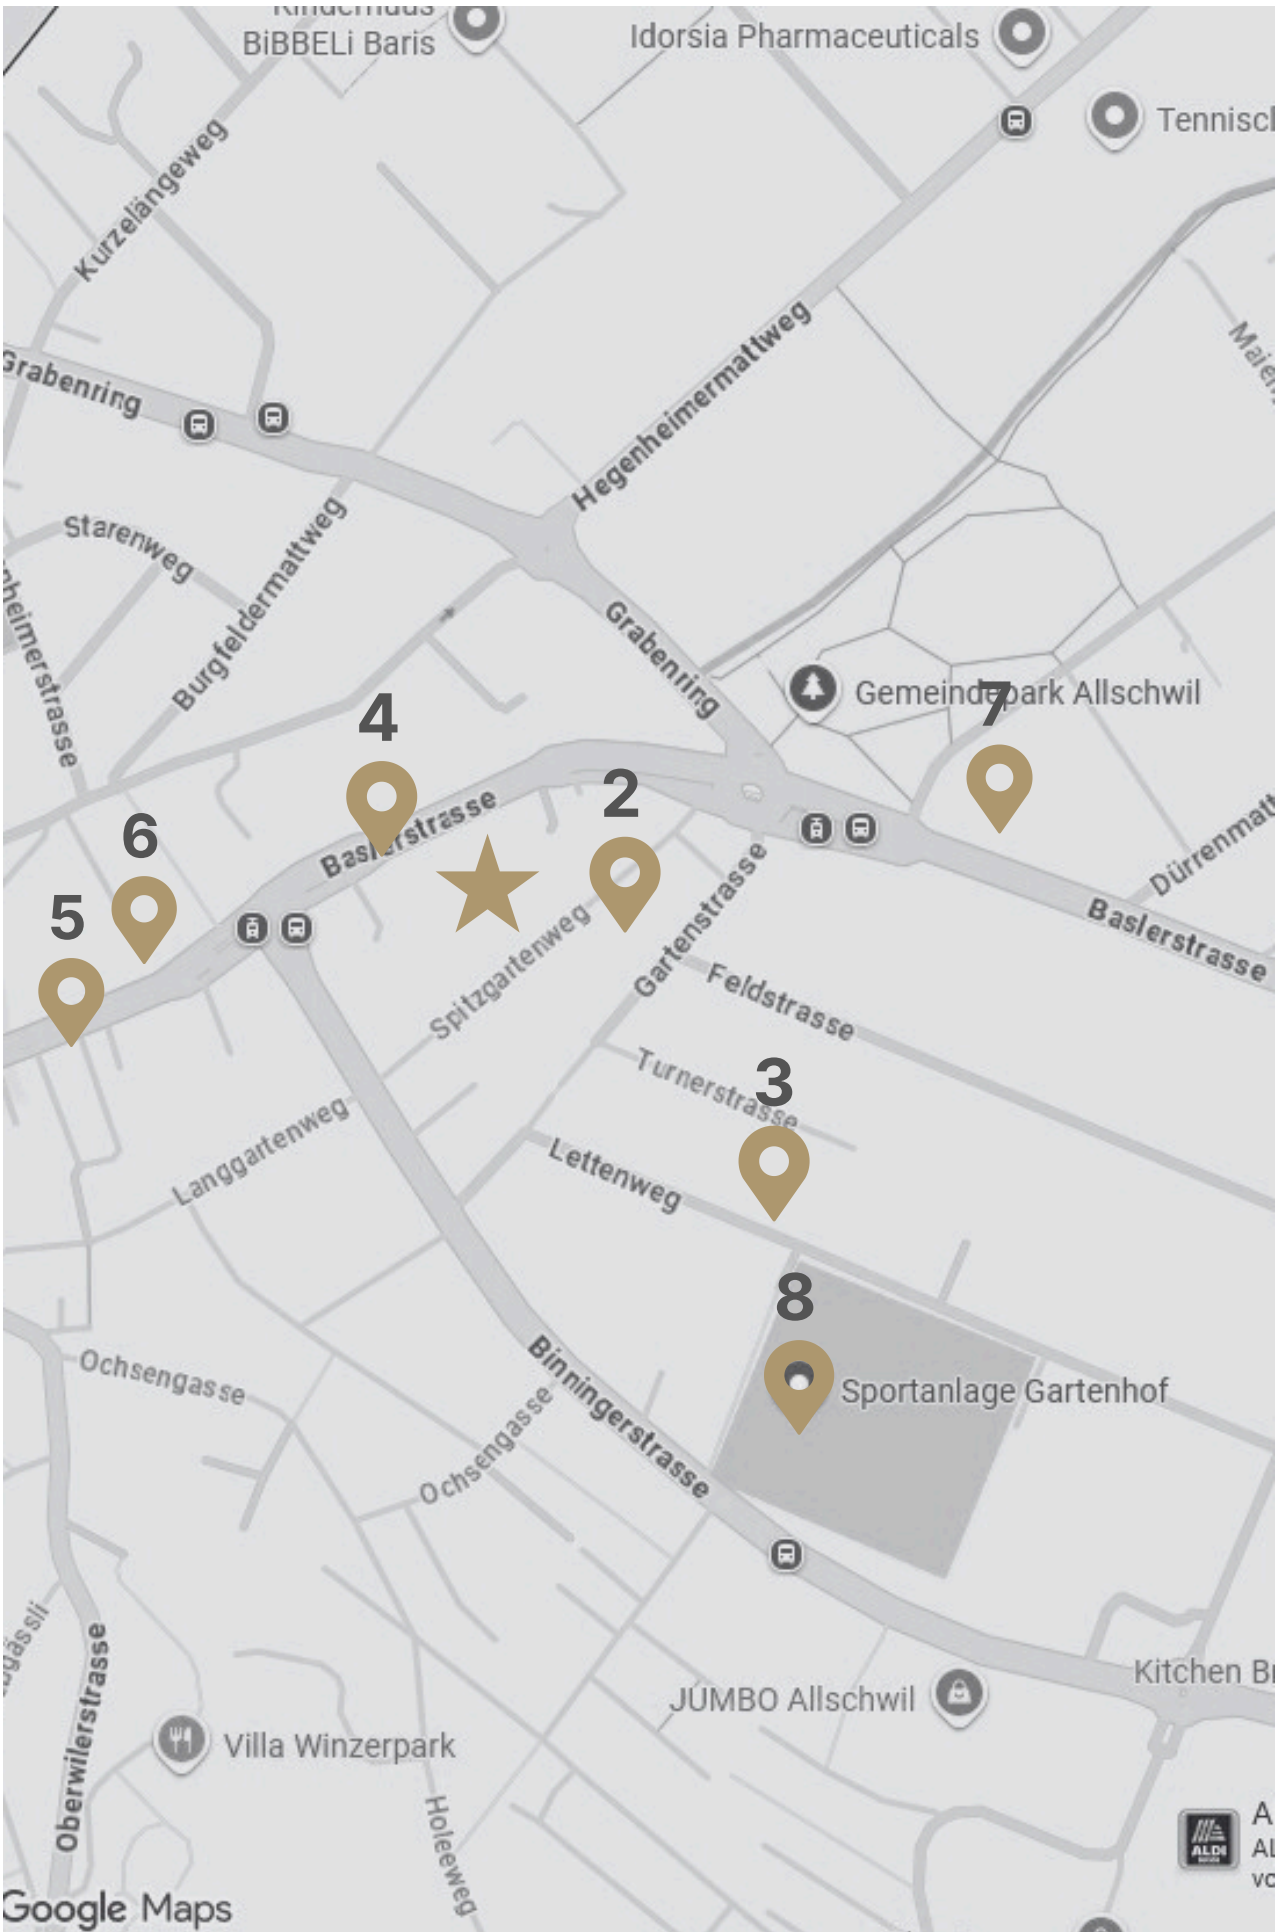 BiBBELi Baris
Idorsia Pharmaceuticals
Kurzelängeweg
Grabenring
Hegenheimermattweg
Starenweg
Burgfeldermattweg
Grabenring
Gemeindepark Allschwil
7
4
2
6
5
Baslerstrasse
Baslerstrasse
Spitzgartenweg
Gartenstrasse
Feldstrasse
Turnerstrasse
3
Lettenweg
Langgartenweg
8
Sportanlage Gartenhof
Ochsengasse
Binningerstrasse
Ochsengasse
Oberwilerstrasse
JUMBO Allschwil
Villa Winzerpark
Holeeweg
ALDI
Google Maps